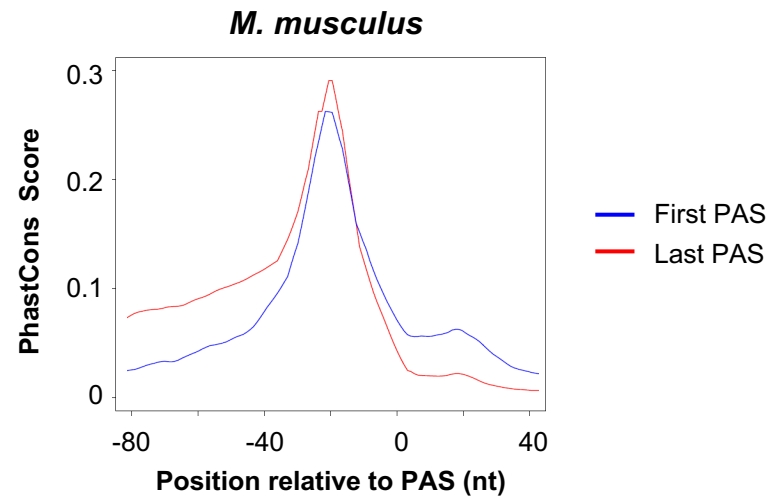 M. musculus
PhastCons Score
0.3
0.2
0.1
0
-80
-40
0
40
Position relative to PAS (nt)
First PAS
Last PAS